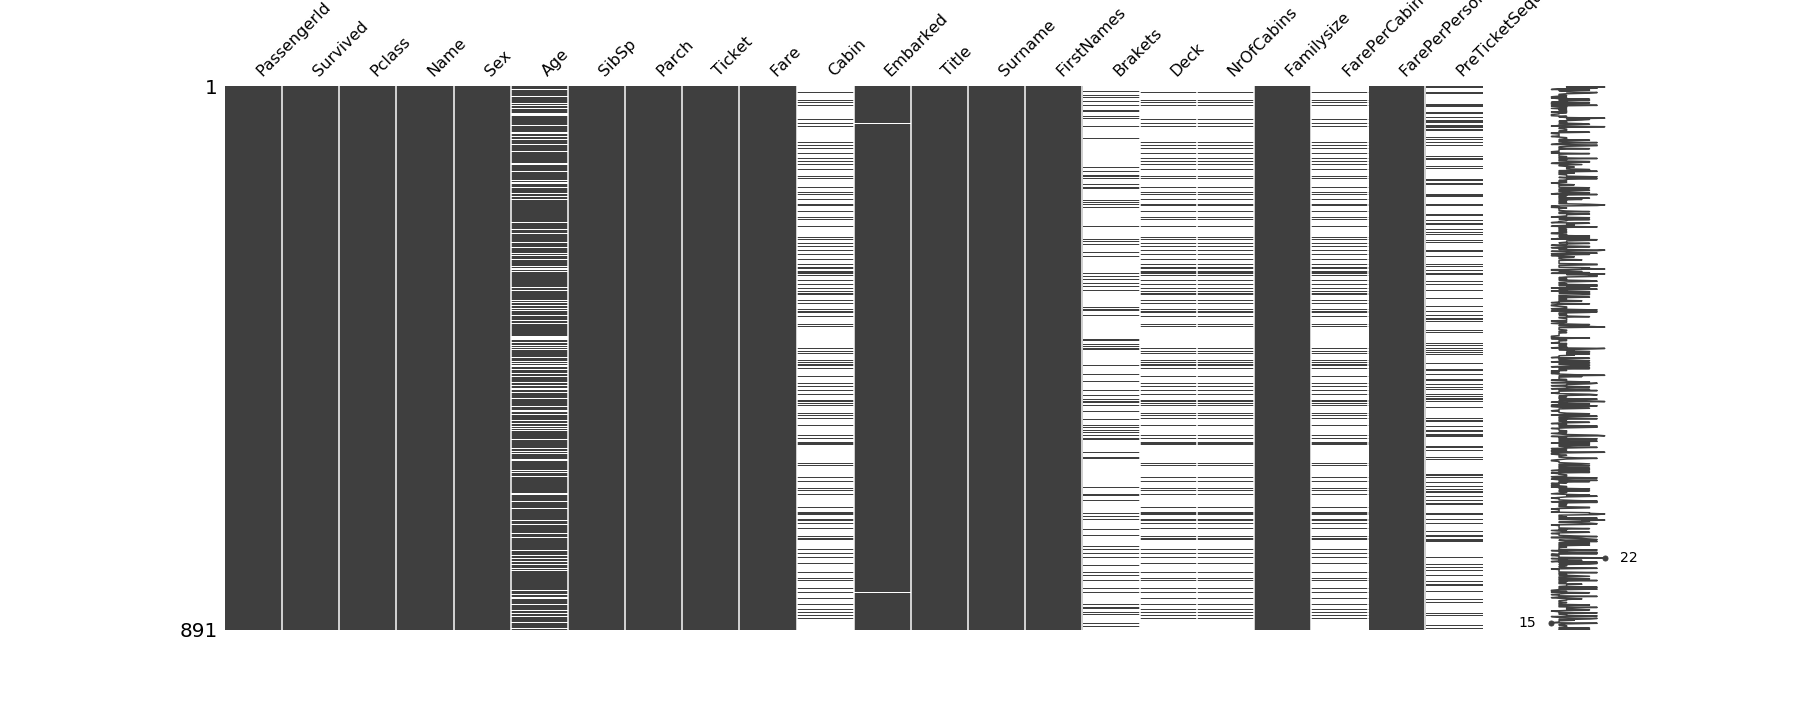 PassengerId
Survived
Pclass
Name
Sex
Age
SibSp
Parch
Ticket
Fare
Cabin
Embarked
Title
Surname
FirstNames
Brakets
Deck
NrOfCabins
Familysize
FarePerCabin
FarePerPerson
PreTicketSequ
1
891
22
15